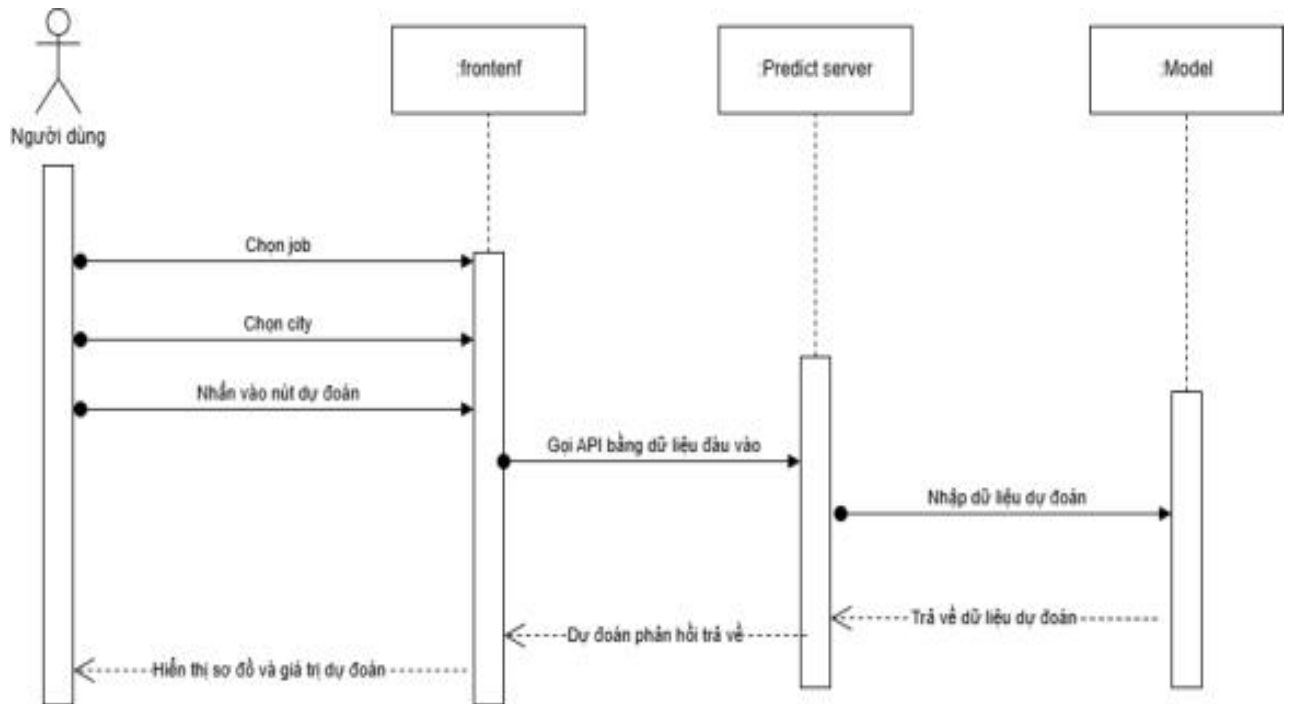 :frontenf
:Predict server
:Model
Người dùng
Chọn job
Chọn city
Nhấn vào nút dự đoán
Gọi API bằng dữ liệu đàu vào
Nhập dữ liệu dự đoán
Trả về dữ liệu dự đoán
Dự đoán phản hồi trả về
Hiển thị sơ đồ và giá trị dự đoán